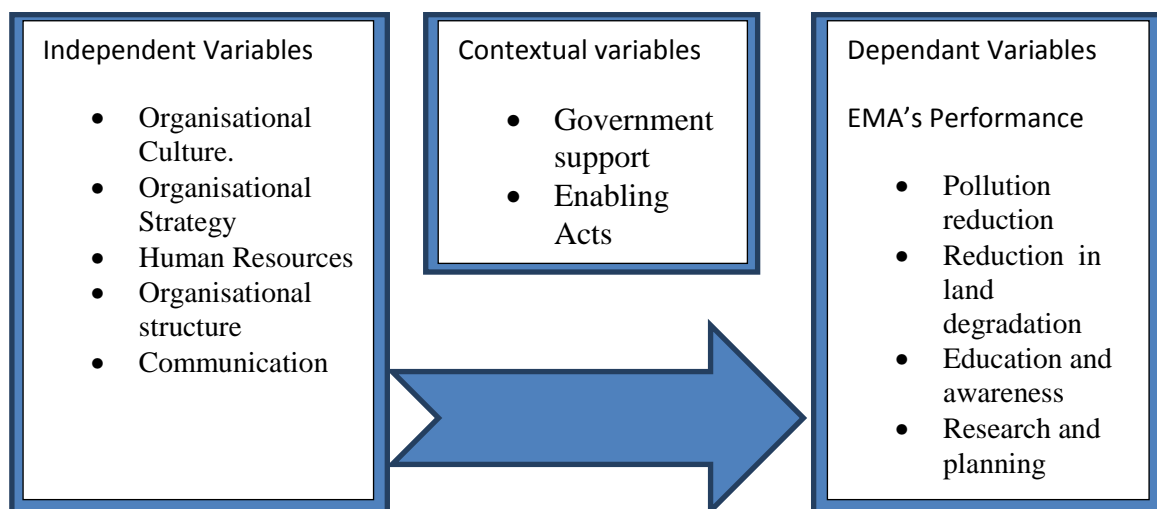 Independent Variables
• Organisational
Culture.
• Organisational
Strategy
• Human Resources
• Organisational
structure
• Communication
Contextual variables
• Government
support
• Enabling
Acts
Dependant Variables
EMA’s Performance
• Pollution
reduction
• Reduction in
land
degradation
• Education and
awareness
• Research and
planning